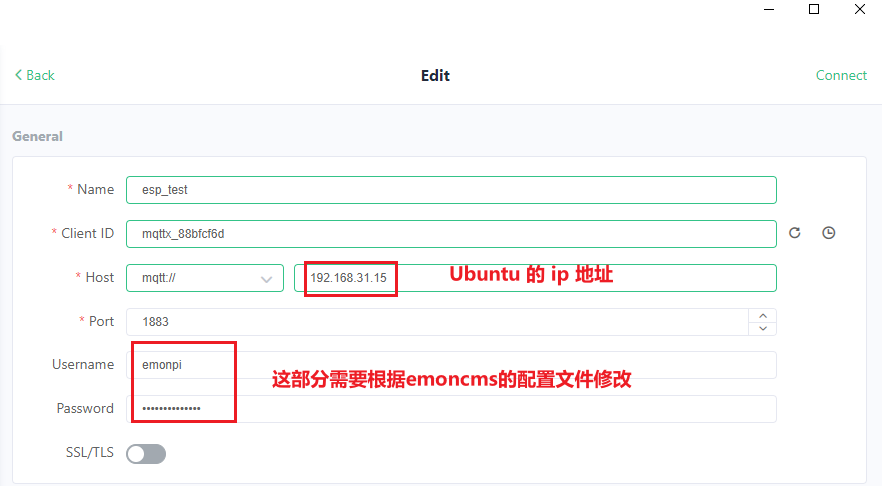 Back
Edit
Connect
General
* Name
esp_test
* Client ID
mqttx_88bfcf6d
* Host
mqtt://
192.168.31.15
Ubuntu 的 ip 地址
* Port
1883
Username
emonpi
这部分需要根据emoncms的配置文件修改
Password
••••••••••••••
SSL/TLS